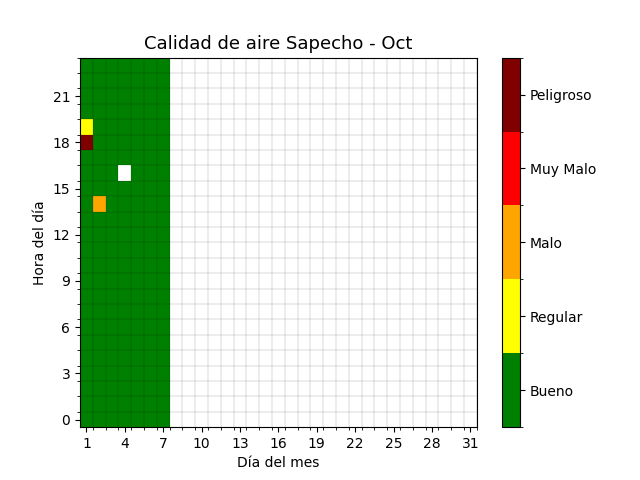 Calidad de aire Sapecho - Oct
Hora del día
21
18
15
12
9
6
3
0
1 4 7 10 13 16 19 22 25 28 31
Día del mes
Peligroso
Muy Malo
Malo
Regular
Bueno